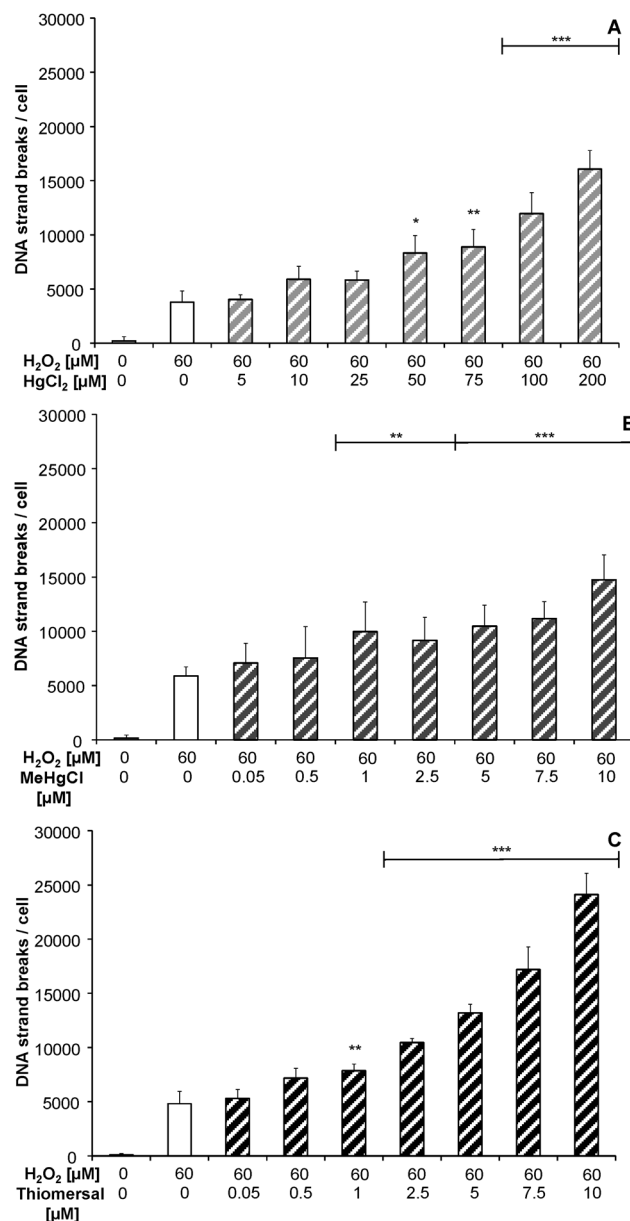 A
***
30000
25000
20000
15000
10000
5000
0
DNA strand breaks / cell
* **
H₂O₂ [µM] 0 60 60 60 60 60 60 60 60
HgCl₂ [µM] 0 0 5 10 25 50 75 100 200
** ***
30000
25000
20000
15000
10000
5000
0
DNA strand breaks / cell
H₂O₂ [µM] 0 60 60 60 60 60 60 60 60
MeHgCl 0 0 0.05 0.5 1 2.5 5 7.5 10
[µM]
C
***
30000
25000
20000
15000
10000
5000
0
DNA strand breaks / cell
**
H₂O₂ [µM] 0 60 60 60 60 60 60 60 60
Thiomersal 0 0 0.05 0.5 1 2.5 5 7.5 10
[µM]